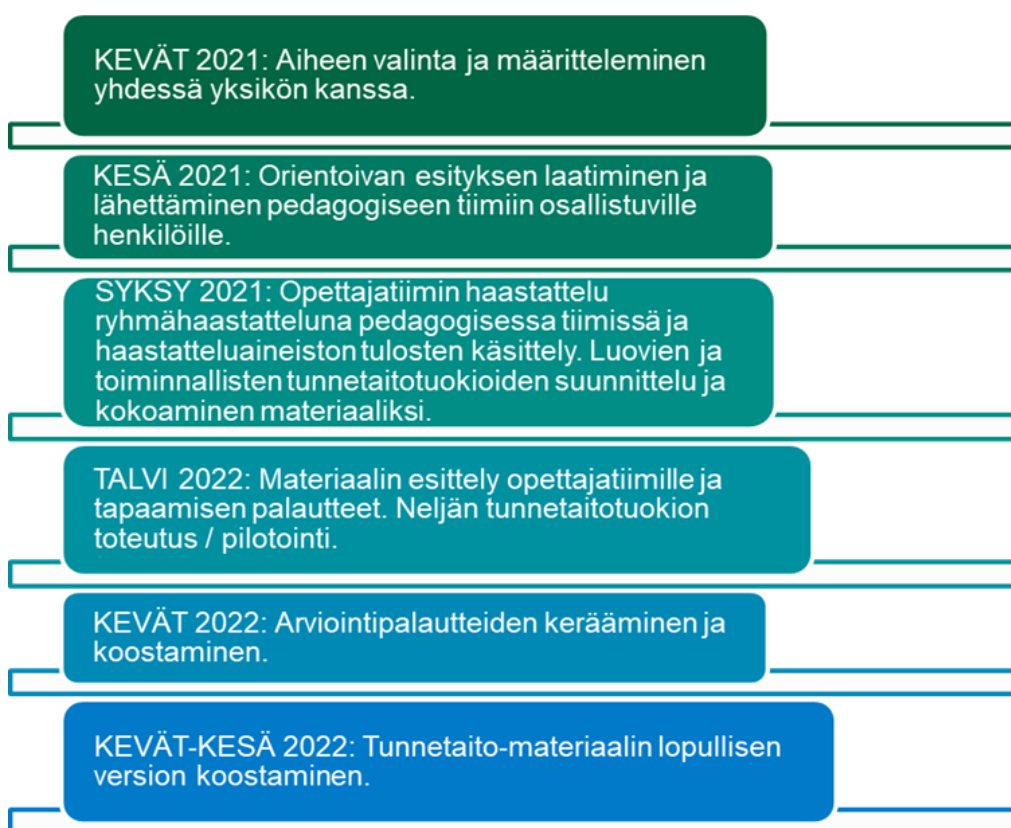 KEVÄT 2021: Aiheen valinta ja määritteleminen
yhdessä yksikön kanssa.
KESÄ 2021: Orientoivan esityksen laatiminen ja
lähettäminen pedagogiseen tiimiin osallistuville
henkilöille.
SYKSY 2021: Opettajatiimin haastattelu
ryhmähaastatteluna pedagogisessa tiimissä ja
haastatteluaineiston tulosten käsittely. Luovien ja
toiminnallisten tunnetaitotuokioiden suunnittelu ja
kokoaminen materiaaliksi.
TALVI 2022: Materiaalin esittely opettajatiimille ja
tapaamisen palautteet. Neljän tunnetaitotuokion
toteutus / pilotointi.
KEVÄT 2022: Arviointipalautteiden kerääminen ja
koostaminen.
KEVÄT-KESÄ 2022: Tunnetaito-materiaalin lopullisen
version koostaminen.